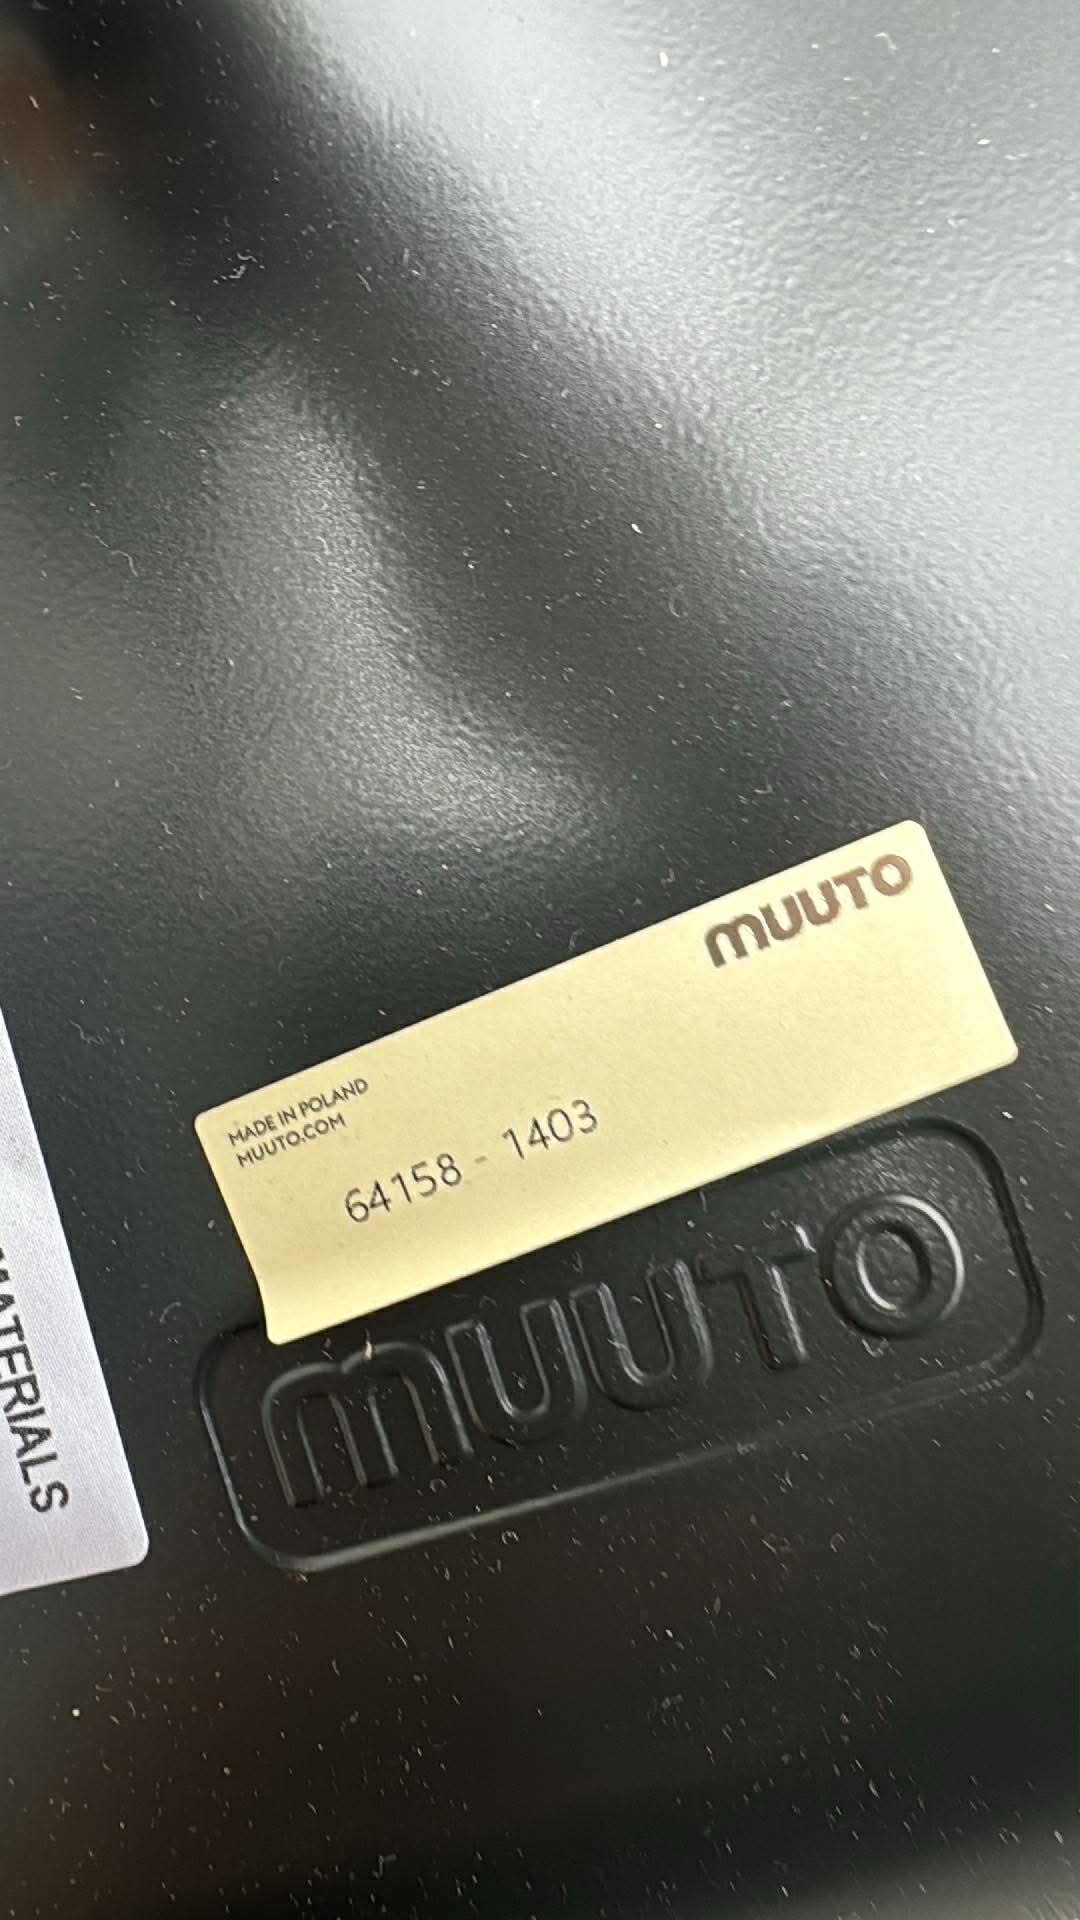 MUUTO
MADE IN POLAND
MUUTO.COM
64158 - 1403
MUUTO
MATERIALS